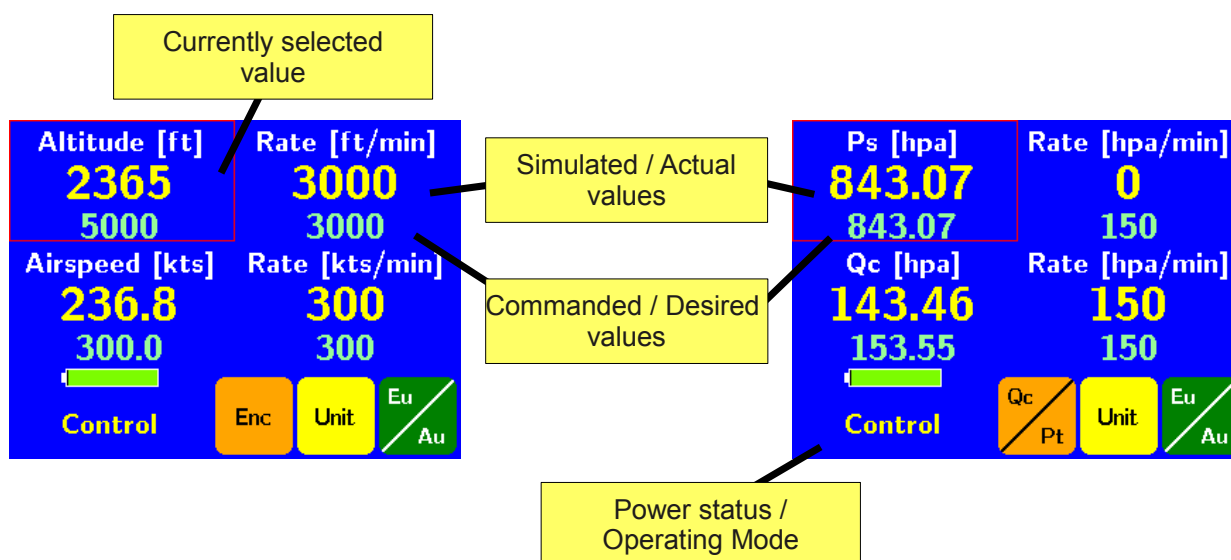 Currently selected
value
Altitude [ft] Rate [ft/min]
2365 3000
5000 3000
Airspeed [kts] Rate [kts/min]
236.8 300
300.0 300
Control Enc Unit Eu
Au
Simulated / Actual
values
Commanded / Desired
values
Ps [hpa] Rate [hpa/min]
843.07 0
843.07 150
Qc [hpa] Rate [hpa/min]
143.46 150
153.55 150
Control Qc
Pt Unit Eu
Au
Power status /
Operating Mode